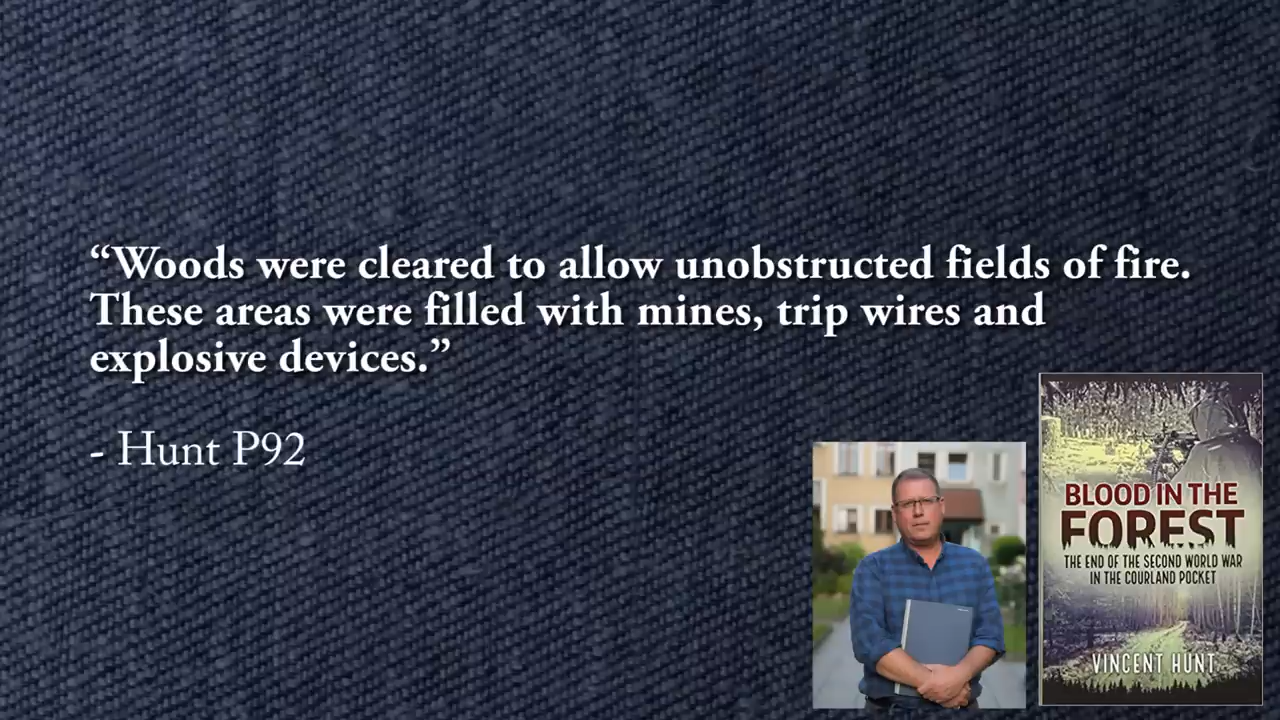 “Woods were cleared to allow unobstructed fields of fire.
These areas were filled with mines, trip wires and
explosive devices.”
- Hunt P92
BLOOD IN THE
FOREST
THE END OF THE SECOND WORLD WAR
IN THE COURLAND POCKET
VINCENT HUNT